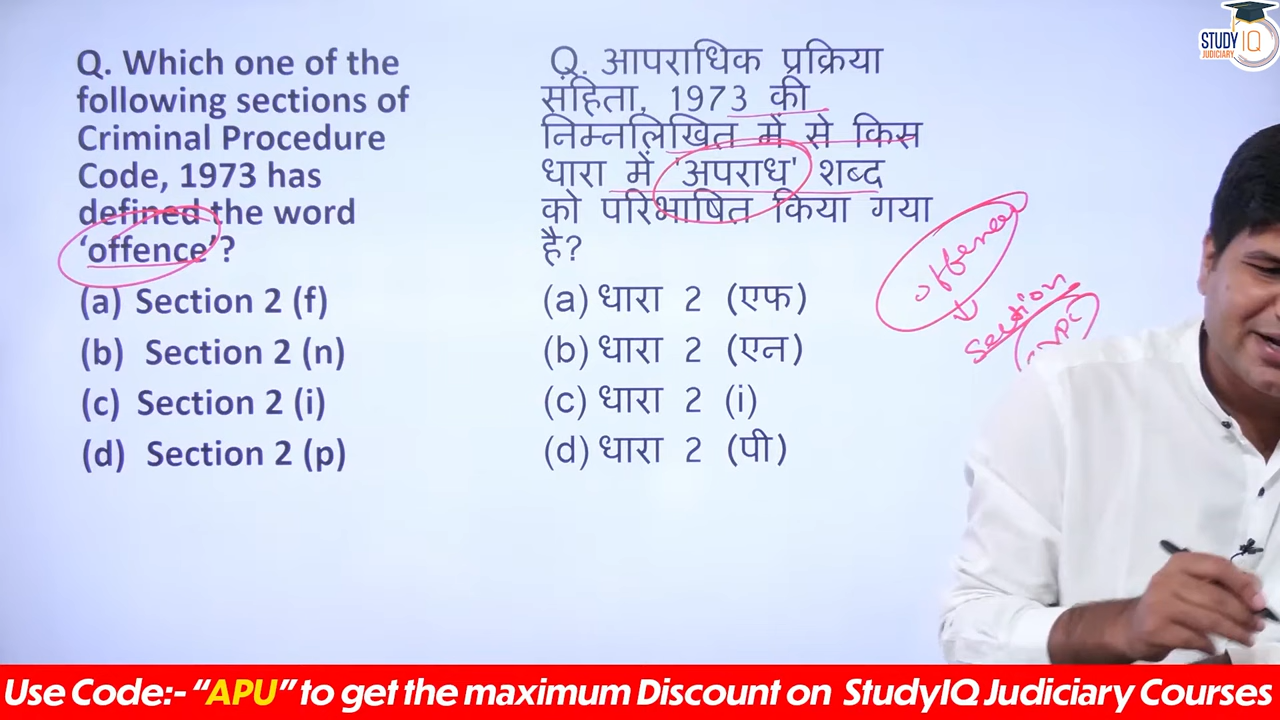 STUDY IQ
JUDICIARY
Q. Which one of the
following sections of
Criminal Procedure
Code, 1973 has
defined the word
‘offence’?
(a) Section 2 (f)
(b) Section 2 (n)
(c) Section 2 (i)
(d) Section 2 (p)
Q. आपराधिक प्रक्रिया
संहिता, 1973 की
निम्नलिखित में से किस
धारा में 'अपराध' शब्द
को परिभाषित किया गया
है?
(a) धारा 2 (एफ)
(b) धारा 2 (एन)
(c) धारा 2 (i)
(d) धारा 2 (पी)
offence
Section
Use Code:- “APU” to get the maximum Discount on StudyIQ Judiciary Courses